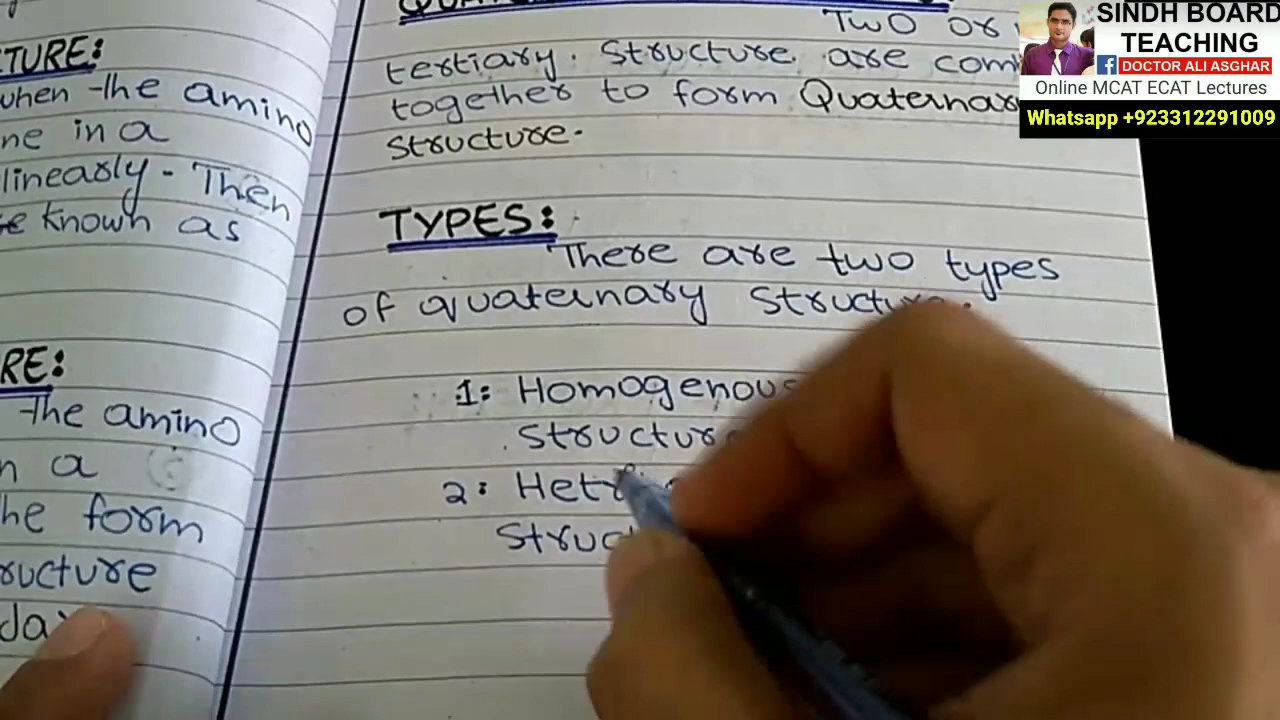 TURE:
when the amino
ne in a
linearly - Then
known as
RE:
The amino
n a
he form
ructure
Two or
tertiary. Structure are com
together to form Quaternar
Structure.
TYPES:
There are two types
of quaternary Structure.
1: Homogenous
Structur
2: Het
Struct
SINDH BOARD
TEACHING
f DOCTOR ALI ASGHAR
Online MCAT ECAT Lectures
Whatsapp +923312291009